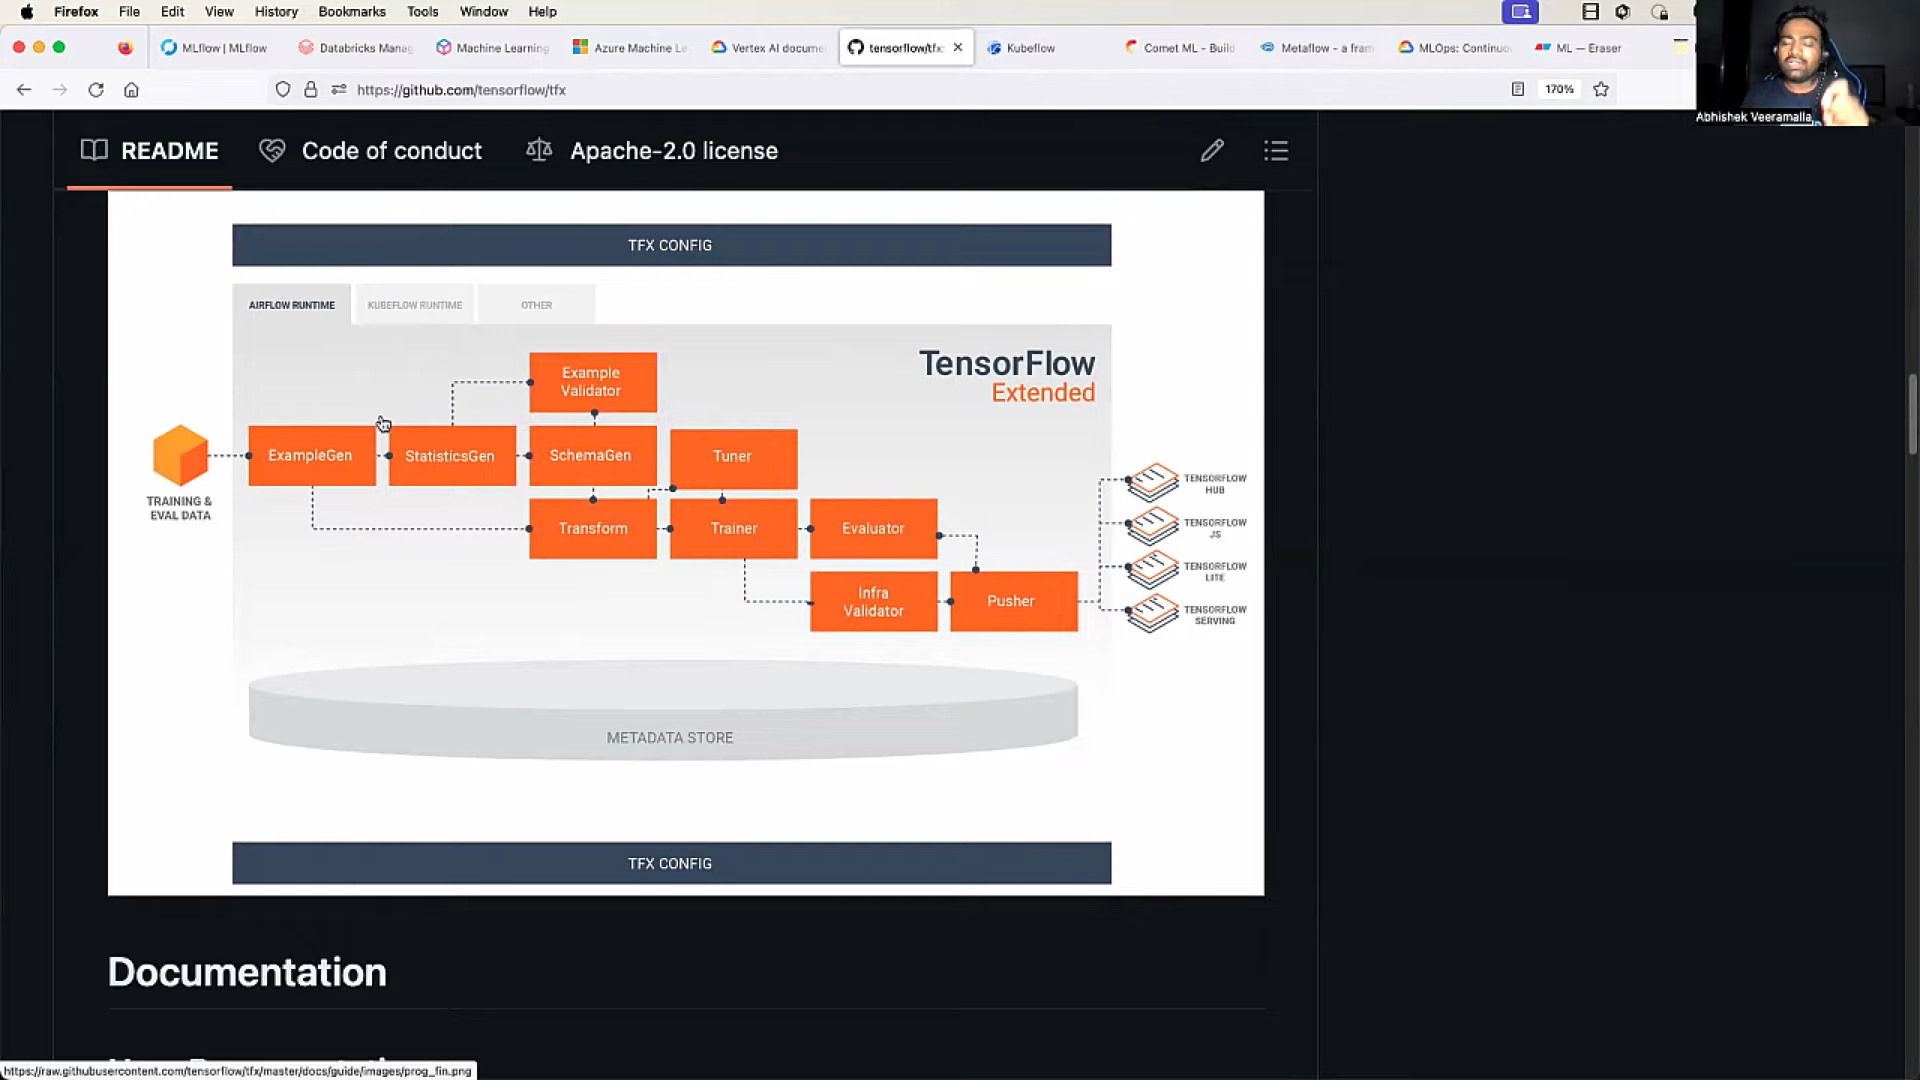 Firefox File Edit View History Bookmarks Tools Window Help
MLflow | MLflow
Databricks Mana
Machine Learning
Azure Machine Le
Vertex AI docume
tensorflow/tfx:
Kubeflow
Comet ML - Build
Metaflow - a fram
MLOps: Continuo
ML — Eraser
https://github.com/tensorflow/tfx
170%
Abhishek Veeramalla
README
Code of conduct
Apache-2.0 license
TFX CONFIG
AIRFLOW RUNTIME
KUBEFLOW RUNTIME
OTHER
TensorFlow
Extended
Example
Validator
TRAINING &
EVAL DATA
ExampleGen
StatisticsGen
SchemaGen
Tuner
Transform
Trainer
Evaluator
Infra
Validator
Pusher
TENSORFLOW
HUB
TENSORFLOW
JS
TENSORFLOW
LITE
TENSORFLOW
SERVING
METADATA STORE
TFX CONFIG
Documentation
https://raw.githubusercontent.com/tensorflow/tfx/master/docs/guide/images/prog_fin.png